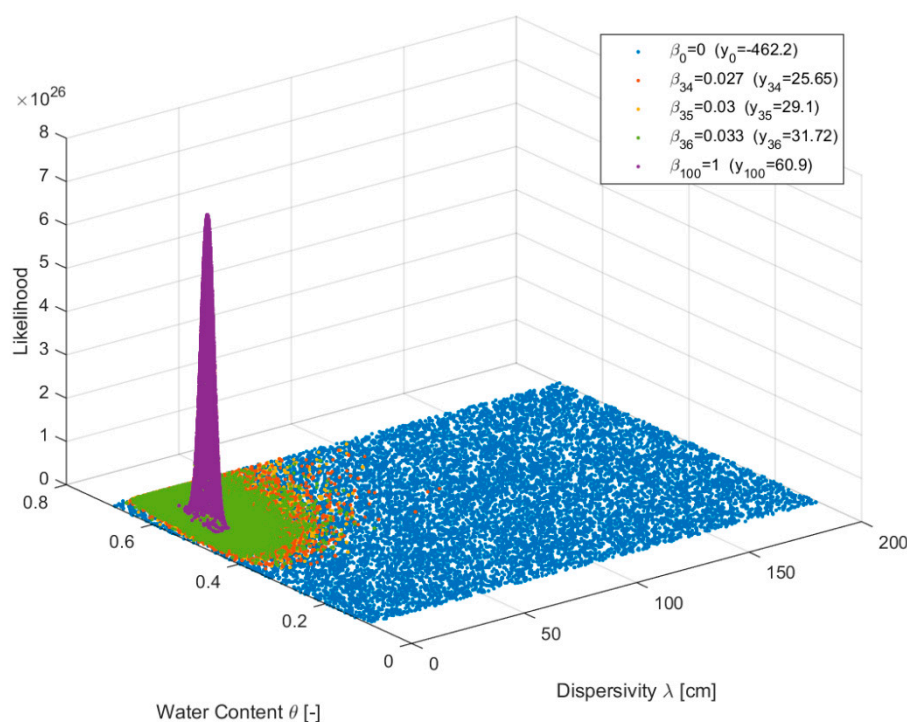 β0=0 (y0=-462.2)
β34=0.027 (y34=25.65)
β35=0.03 (y35=29.1)
β36=0.033 (y36=31.72)
β100=1 (y100=60.9)
×10^26
8
7
6
5
4
3
2
1
0
Likelihood
0.8
0.6
0.4
0.2
0
0
50
100
150
200
Water Content θ [-]
Dispersivity λ [cm]